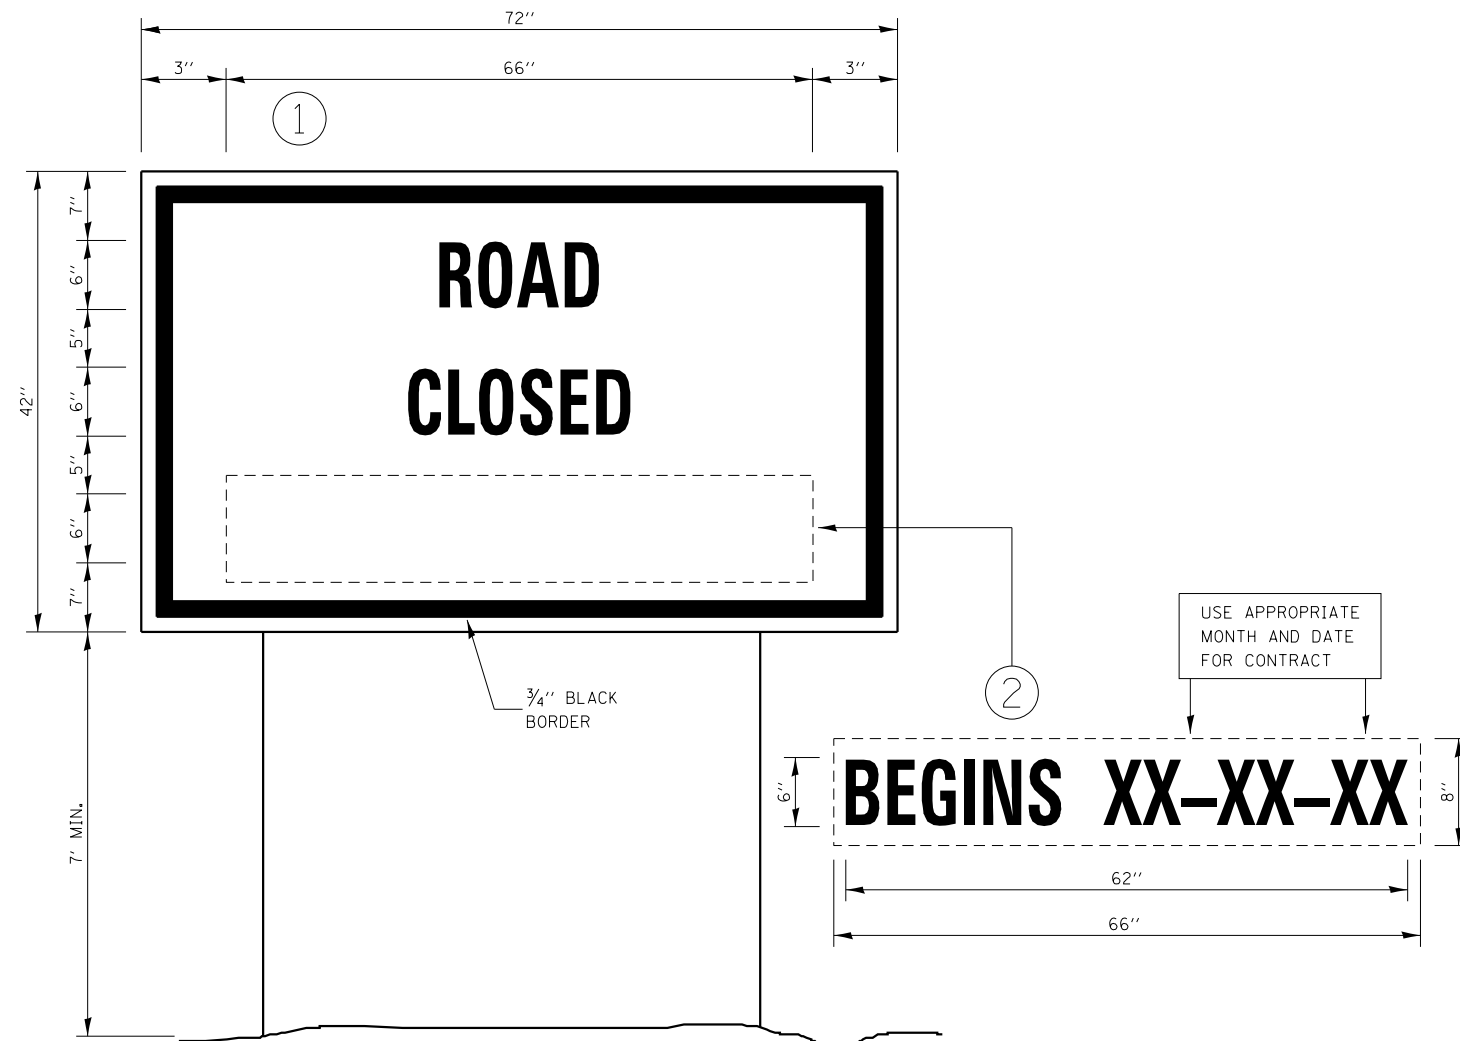 72''
3'' 66'' 3''
1
7''
6''
5''
6''
5''
6''
7''
42''
7' MIN.
ROAD
CLOSED
3/4'' BLACK
BORDER
2
USE APPROPRIATE
MONTH AND DATE
FOR CONTRACT
6''
BEGINS XX-XX-XX
8''
62''
66''